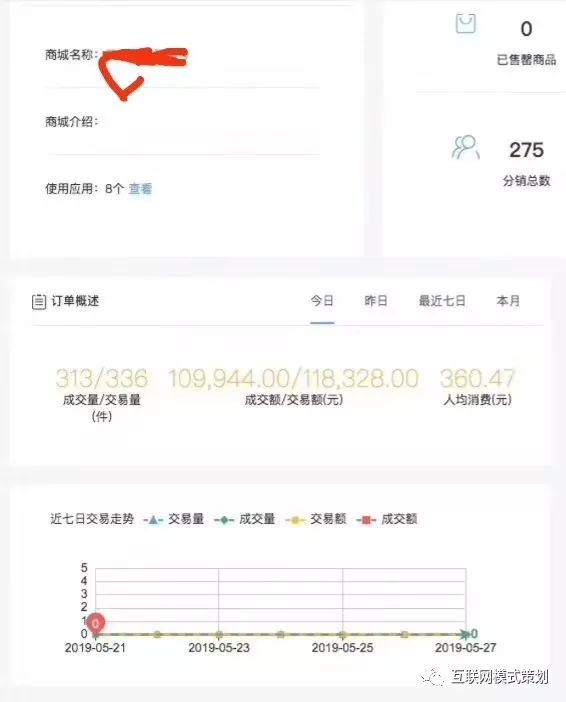 商城名称：
0
已售罄商品
商城介绍：
275
分销总数
使用应用：8个 查看
订单概述
今日 昨日 最近七日 本月
313/336 109,944.00/118,328.00 360.47
成交量/交易量 成交额/交易额(元) 人均消费(元)
(件)
近七日交易走势 交易量 成交量 交易额 成交额
5
4
3
2
1
0
0
0
2019-05-21 2019-05-23 2019-05-25 2019-05-27
互联网模式策划